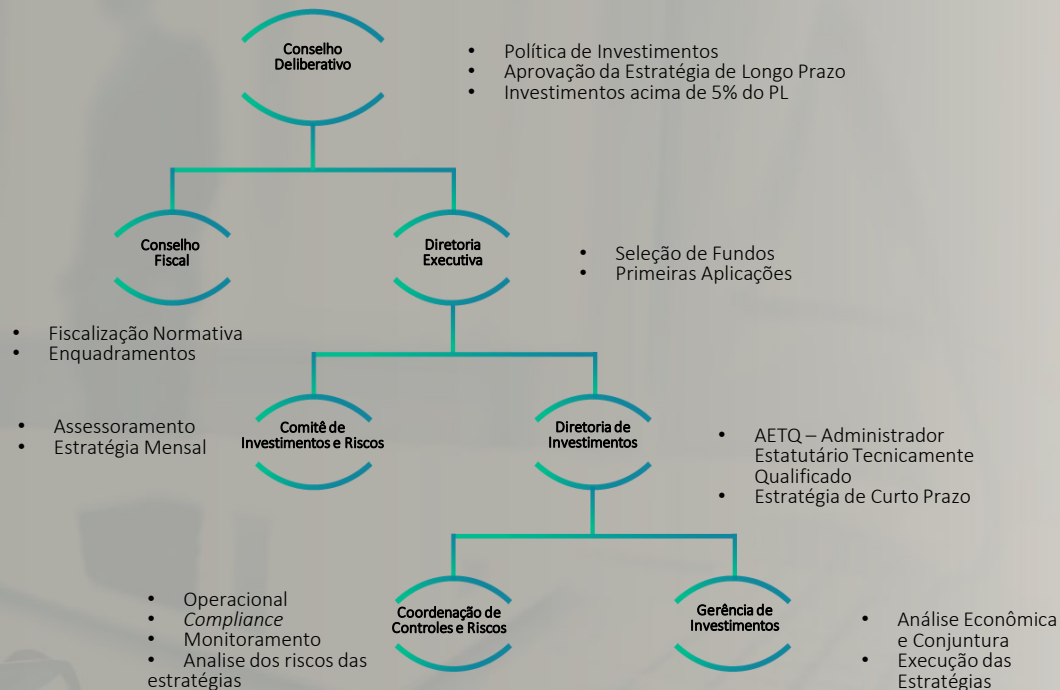 Conselho
Deliberativo
• Política de Investimentos
• Aprovação da Estratégia de Longo Prazo
• Investimentos acima de 5% do PL
Conselho
Fiscal
Diretoria
Executiva
• Seleção de Fundos
• Primeiras Aplicações
• Fiscalização Normativa
• Enquadramentos
• Assessoramento
• Estratégia Mensal
Comitê de
Investimentos e Riscos
Diretoria de
Investimentos
• AETQ – Administrador
Estatutário Tecnicamente
Qualificado
• Estratégia de Curto Prazo
• Operacional
• Compliance
• Monitoramento
• Analise dos riscos das
estratégias
Coordenação de
Controles e Riscos
Gerência de
Investimentos
• Análise Econômica
e Conjuntura
• Execução das
Estratégias